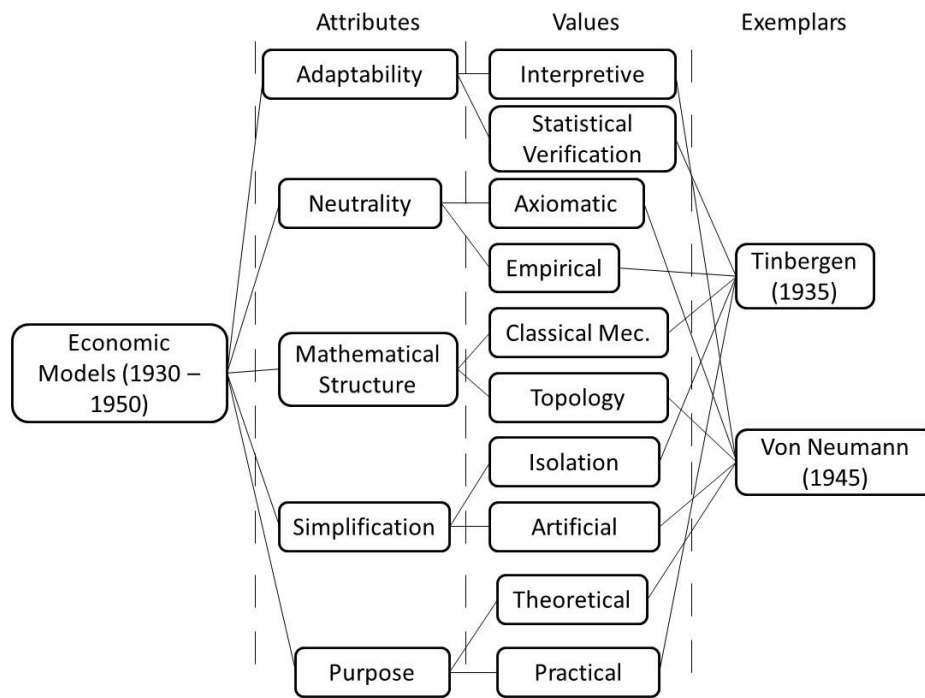 Attributes
Values
Exemplars
Adaptability
Interpretive
Statistical
Verification
Neutrality
Axiomatic
Empirical
Tinbergen
(1935)
Economic
Models (1930 –
1950)
Mathematical
Structure
Classical Mec.
Topology
Isolation
Von Neumann
(1945)
Simplification
Artificial
Theoretical
Purpose
Practical